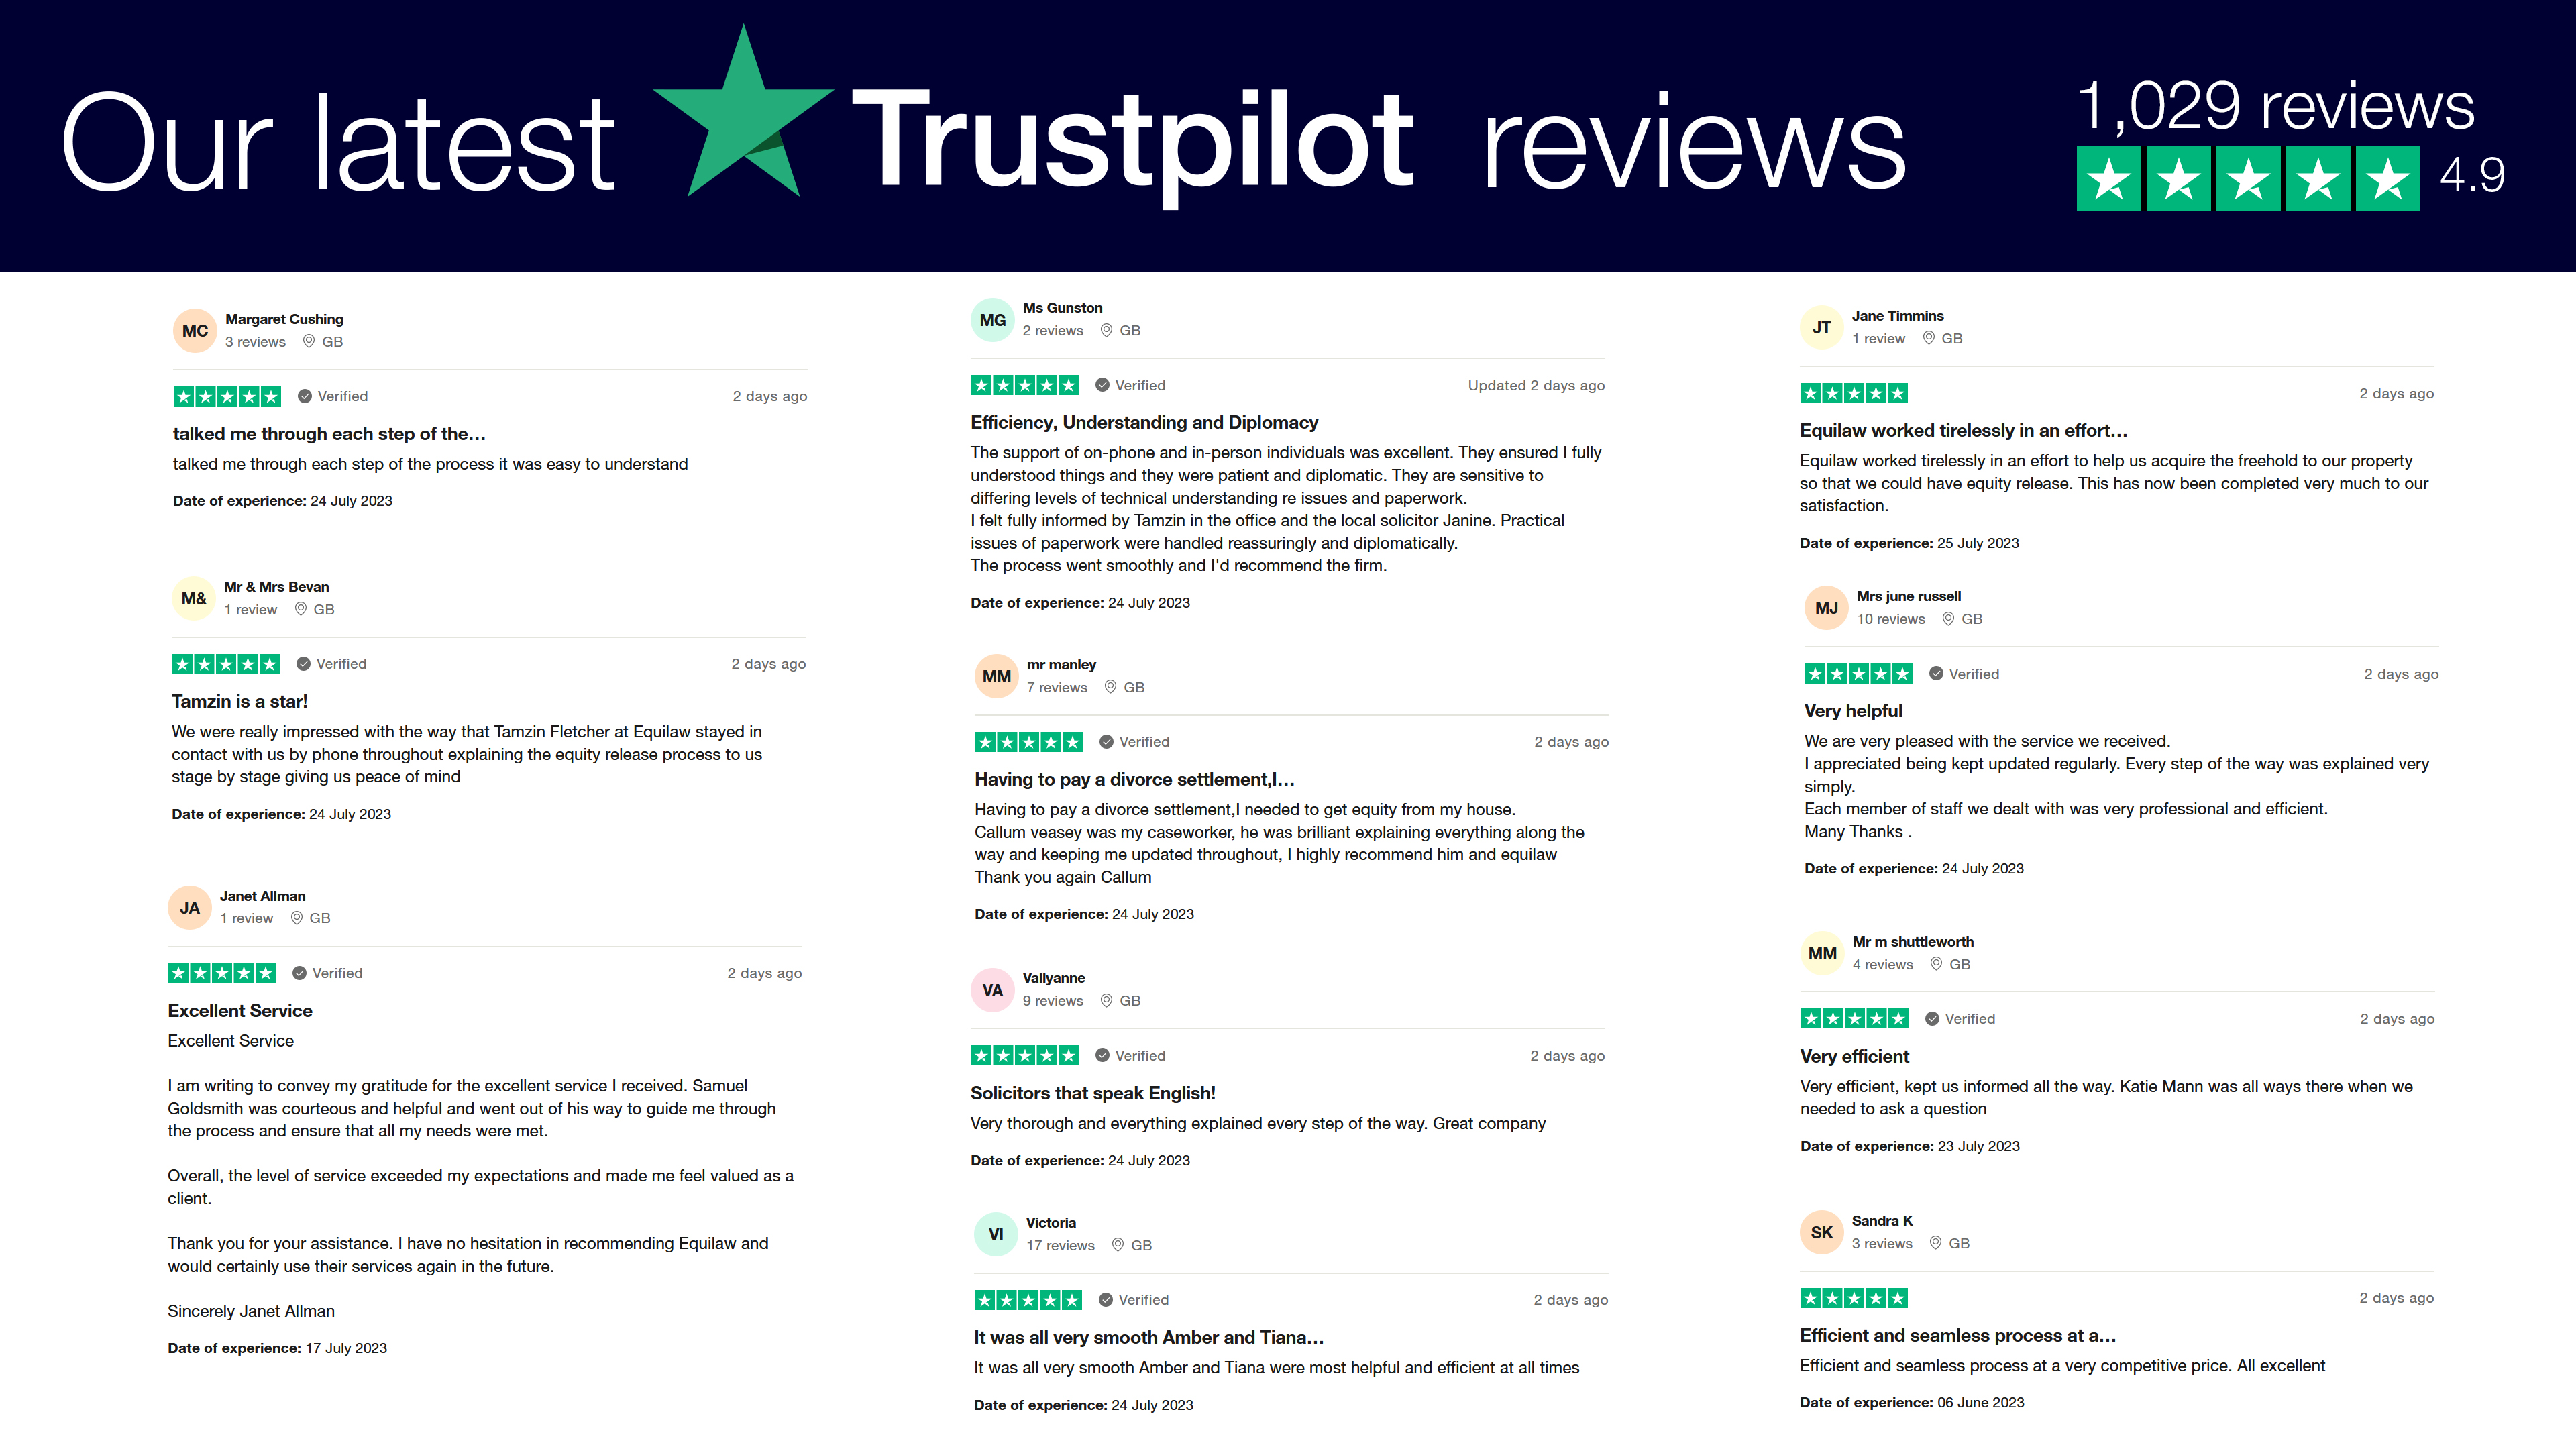 Our latest Trustpilot reviews
1,029 reviews
4.9
MC
Margaret Cushing
3 reviews GB
Verified
2 days ago
talked me through each step of the…
talked me through each step of the process it was easy to understand
Date of experience: 24 July 2023
M&
Mr & Mrs Bevan
1 review GB
Verified
2 days ago
Tamzin is a star!
We were really impressed with the way that Tamzin Fletcher at Equilaw stayed in
contact with us by phone throughout explaining the equity release process to us
stage by stage giving us peace of mind
Date of experience: 24 July 2023
JA
Janet Allman
1 review GB
Verified
2 days ago
Excellent Service
Excellent Service
I am writing to convey my gratitude for the excellent service I received. Samuel
Goldsmith was courteous and helpful and went out of his way to guide me through
the process and ensure that all my needs were met.
Overall, the level of service exceeded my expectations and made me feel valued as a
client.
Thank you for your assistance. I have no hesitation in recommending Equilaw and
would certainly use their services again in the future.
Sincerely Janet Allman
Date of experience: 17 July 2023
MG
Ms Gunston
2 reviews GB
Verified
Updated 2 days ago
Efficiency, Understanding and Diplomacy
The support of on-phone and in-person individuals was excellent. They ensured I fully
understood things and they were patient and diplomatic. They are sensitive to
differing levels of technical understanding re issues and paperwork.
I felt fully informed by Tamzin in the office and the local solicitor Janine. Practical
issues of paperwork were handled reassuringly and diplomatically.
The process went smoothly and I'd recommend the firm.
Date of experience: 24 July 2023
MM
mr manley
7 reviews GB
Verified
2 days ago
Having to pay a divorce settlement,I…
Having to pay a divorce settlement,I needed to get equity from my house.
Callum veasey was my caseworker, he was brilliant explaining everything along the
way and keeping me updated throughout, I highly recommend him and equilaw
Thank you again Callum
Date of experience: 24 July 2023
VA
Vallyanne
9 reviews GB
Verified
2 days ago
Solicitors that speak English!
Very thorough and everything explained every step of the way. Great company
Date of experience: 24 July 2023
VI
Victoria
17 reviews GB
Verified
2 days ago
It was all very smooth Amber and Tiana…
It was all very smooth Amber and Tiana were most helpful and efficient at all times
Date of experience: 24 July 2023
JT
Jane Timmins
1 review GB
2 days ago
Equilaw worked tirelessly in an effort…
Equilaw worked tirelessly in an effort to help us acquire the freehold to our property
so that we could have equity release. This has now been completed very much to our
satisfaction.
Date of experience: 25 July 2023
MJ
Mrs june russell
10 reviews GB
Verified
2 days ago
Very helpful
We are very pleased with the service we received.
I appreciated being kept updated regularly. Every step of the way was explained very
simply.
Each member of staff we dealt with was very professional and efficient.
Many Thanks .
Date of experience: 24 July 2023
MM
Mr m shuttleworth
4 reviews GB
Verified
2 days ago
Very efficient
Very efficient, kept us informed all the way. Katie Mann was all ways there when we
needed to ask a question
Date of experience: 23 July 2023
SK
Sandra K
3 reviews GB
2 days ago
Efficient and seamless process at a…
Efficient and seamless process at a very competitive price. All excellent
Date of experience: 06 June 2023